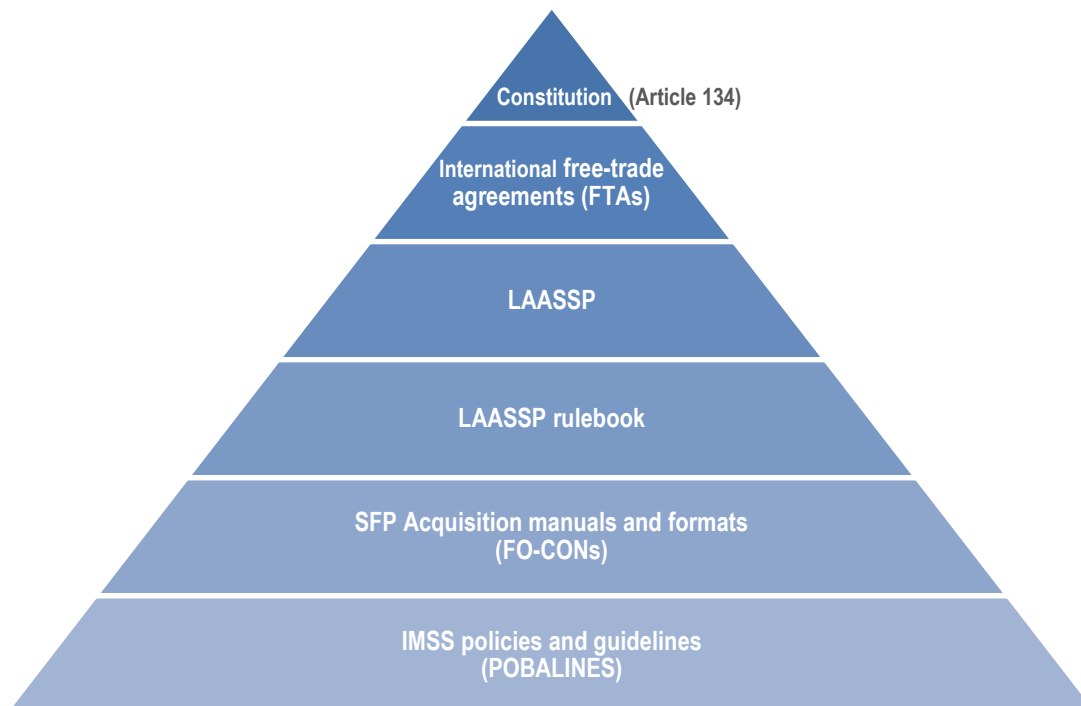 Constitution (Article 134)
International free-trade
agreements (FTAs)
LAASSP
LAASSP rulebook
SFP Acquisition manuals and formats
(FO-CONs)
IMSS policies and guidelines
(POBALINES)